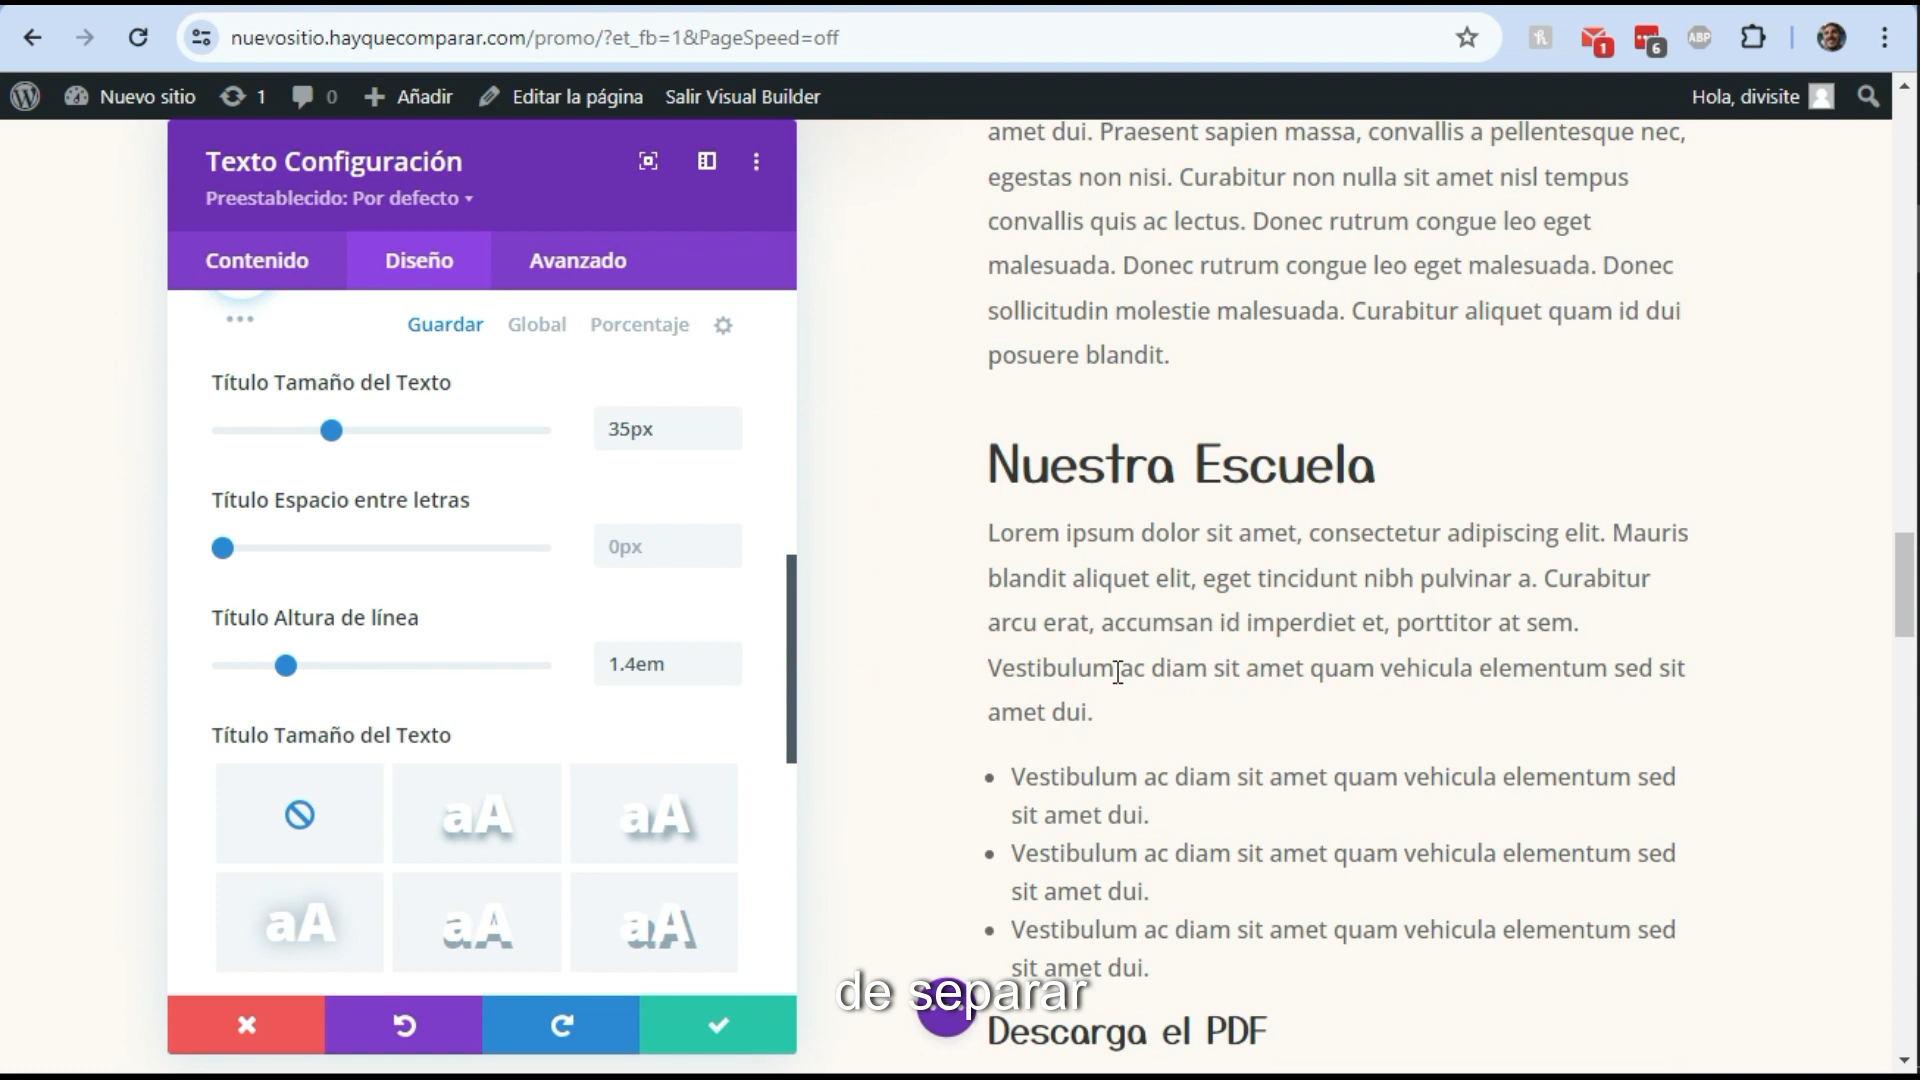 nuevositio.hayquecomparar.com/promo/?et_fb=1&PageSpeed=off
1
6
ABP
Nuevo sitio
1
0
Añadir
Editar la página
Salir Visual Builder
Hola, divisite
Texto Configuración
Preestablecido: Por defecto
Contenido
Diseño
Avanzado
Guardar
Global
Porcentaje
Título Tamaño del Texto
35px
Título Espacio entre letras
0px
Título Altura de línea
1.4em
Título Tamaño del Texto
aA
aA
aA
aA
aA
amet dui. Praesent sapien massa, convallis a pellentesque nec,
egestas non nisi. Curabitur non nulla sit amet nisl tempus
convallis quis ac lectus. Donec rutrum congue leo eget
malesuada. Donec rutrum congue leo eget malesuada. Donec
sollicitudin molestie malesuada. Curabitur aliquet quam id dui
posuere blandit.
Nuestra Escuela
Lorem ipsum dolor sit amet, consectetur adipiscing elit. Mauris
blandit aliquet elit, eget tincidunt nibh pulvinar a. Curabitur
arcu erat, accumsan id imperdiet et, porttitor at sem.
Vestibulum ac diam sit amet quam vehicula elementum sed sit
amet dui.
• Vestibulum ac diam sit amet quam vehicula elementum sed
sit amet dui.
• Vestibulum ac diam sit amet quam vehicula elementum sed
sit amet dui.
• Vestibulum ac diam sit amet quam vehicula elementum sed
sit amet dui.
de separar
Descarga el PDF